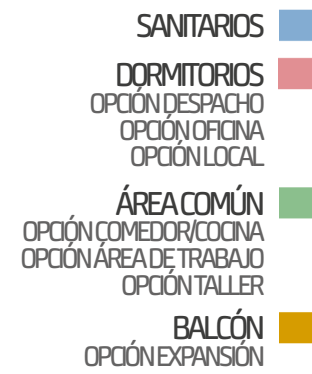 SANITARIOS
DORMITORIOS
OPCIÓN DESPACHO
OPCIÓN OFICINA
OPCIÓN LOCAL
ÁREA COMÚN
OPCIÓN COMEDOR/COCINA
OPCIÓN ÁREA DE TRABAJO
OPCIÓN TALLER
BALCÓN
OPCIÓN EXPANSIÓN